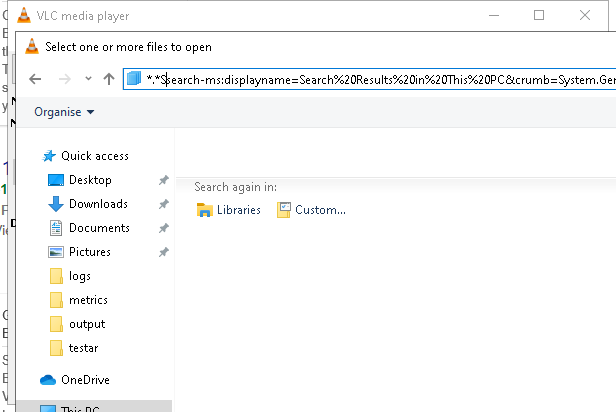 VLC media player
Select one or more files to open
*.*Ssearch-ms:displayname=Search%20Results%20in%20This%20PC&crumb=System.Ger
Organise
Quick access
Desktop
Downloads
Documents
Pictures
logs
metrics
output
testar
OneDrive
This PC
Search again in:
Libraries
Custom...